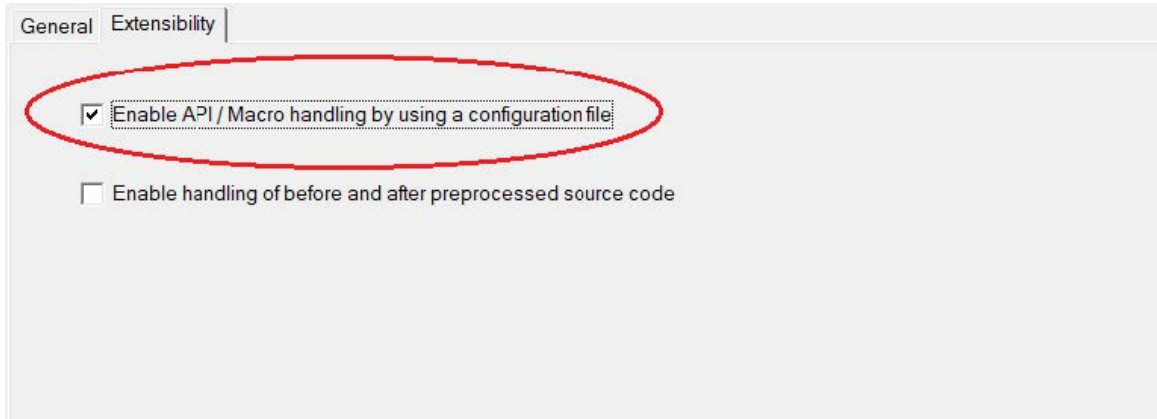 General Extensibility
Enable API / Macro handling by using a configuration file
Enable handling of before and after preprocessed source code